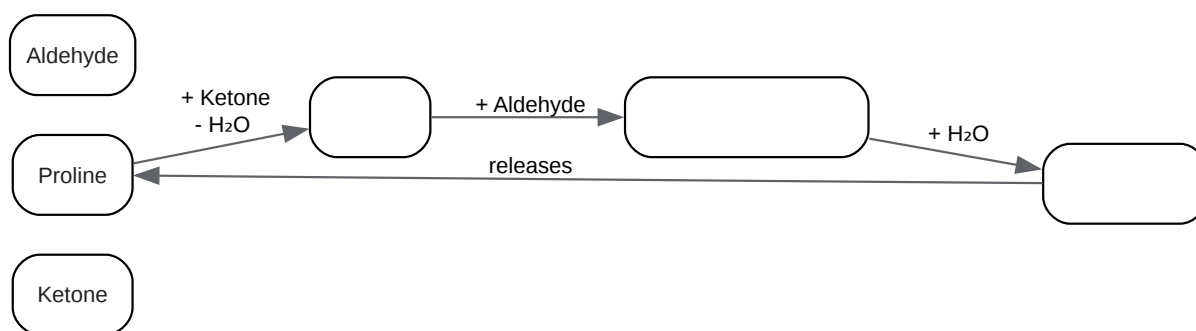 Aldehyde
+ Ketone
- H₂O
+ Aldehyde
+ H₂O
Proline
releases
Ketone